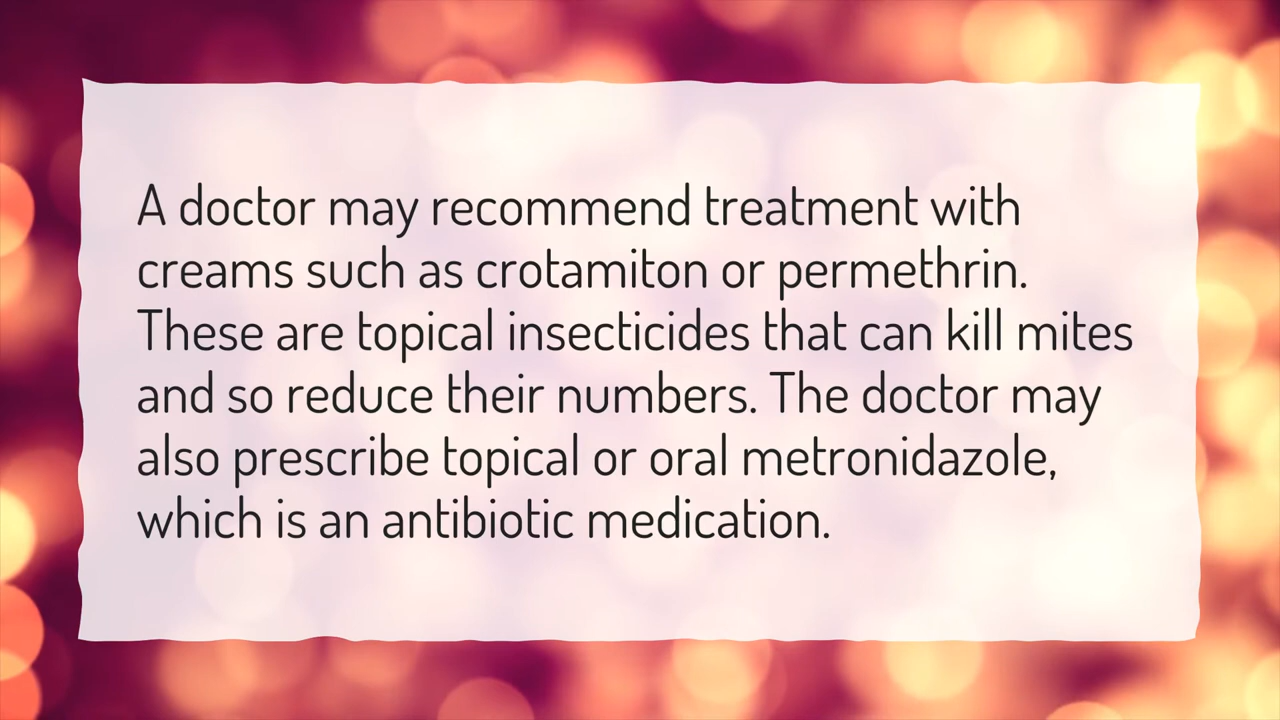 A doctor may recommend treatment with
creams such as crotamiton or permethrin.
These are topical insecticides that can kill mites
and so reduce their numbers. The doctor may
also prescribe topical or oral metronidazole,
which is an antibiotic medication.